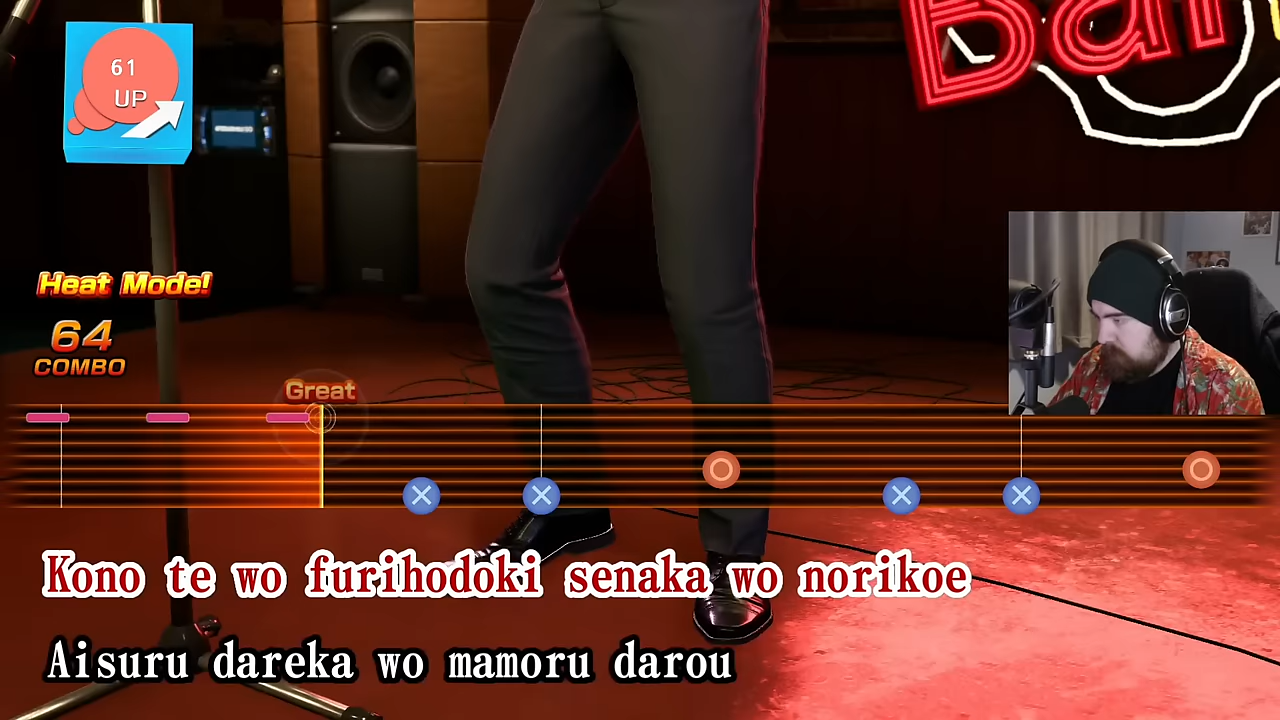 61
UP
Bar
Heat Mode!
64
COMBO
Great
Kono te wo furihodoki senaka wo norikoe
Aisuru dareka wo mamoru darou